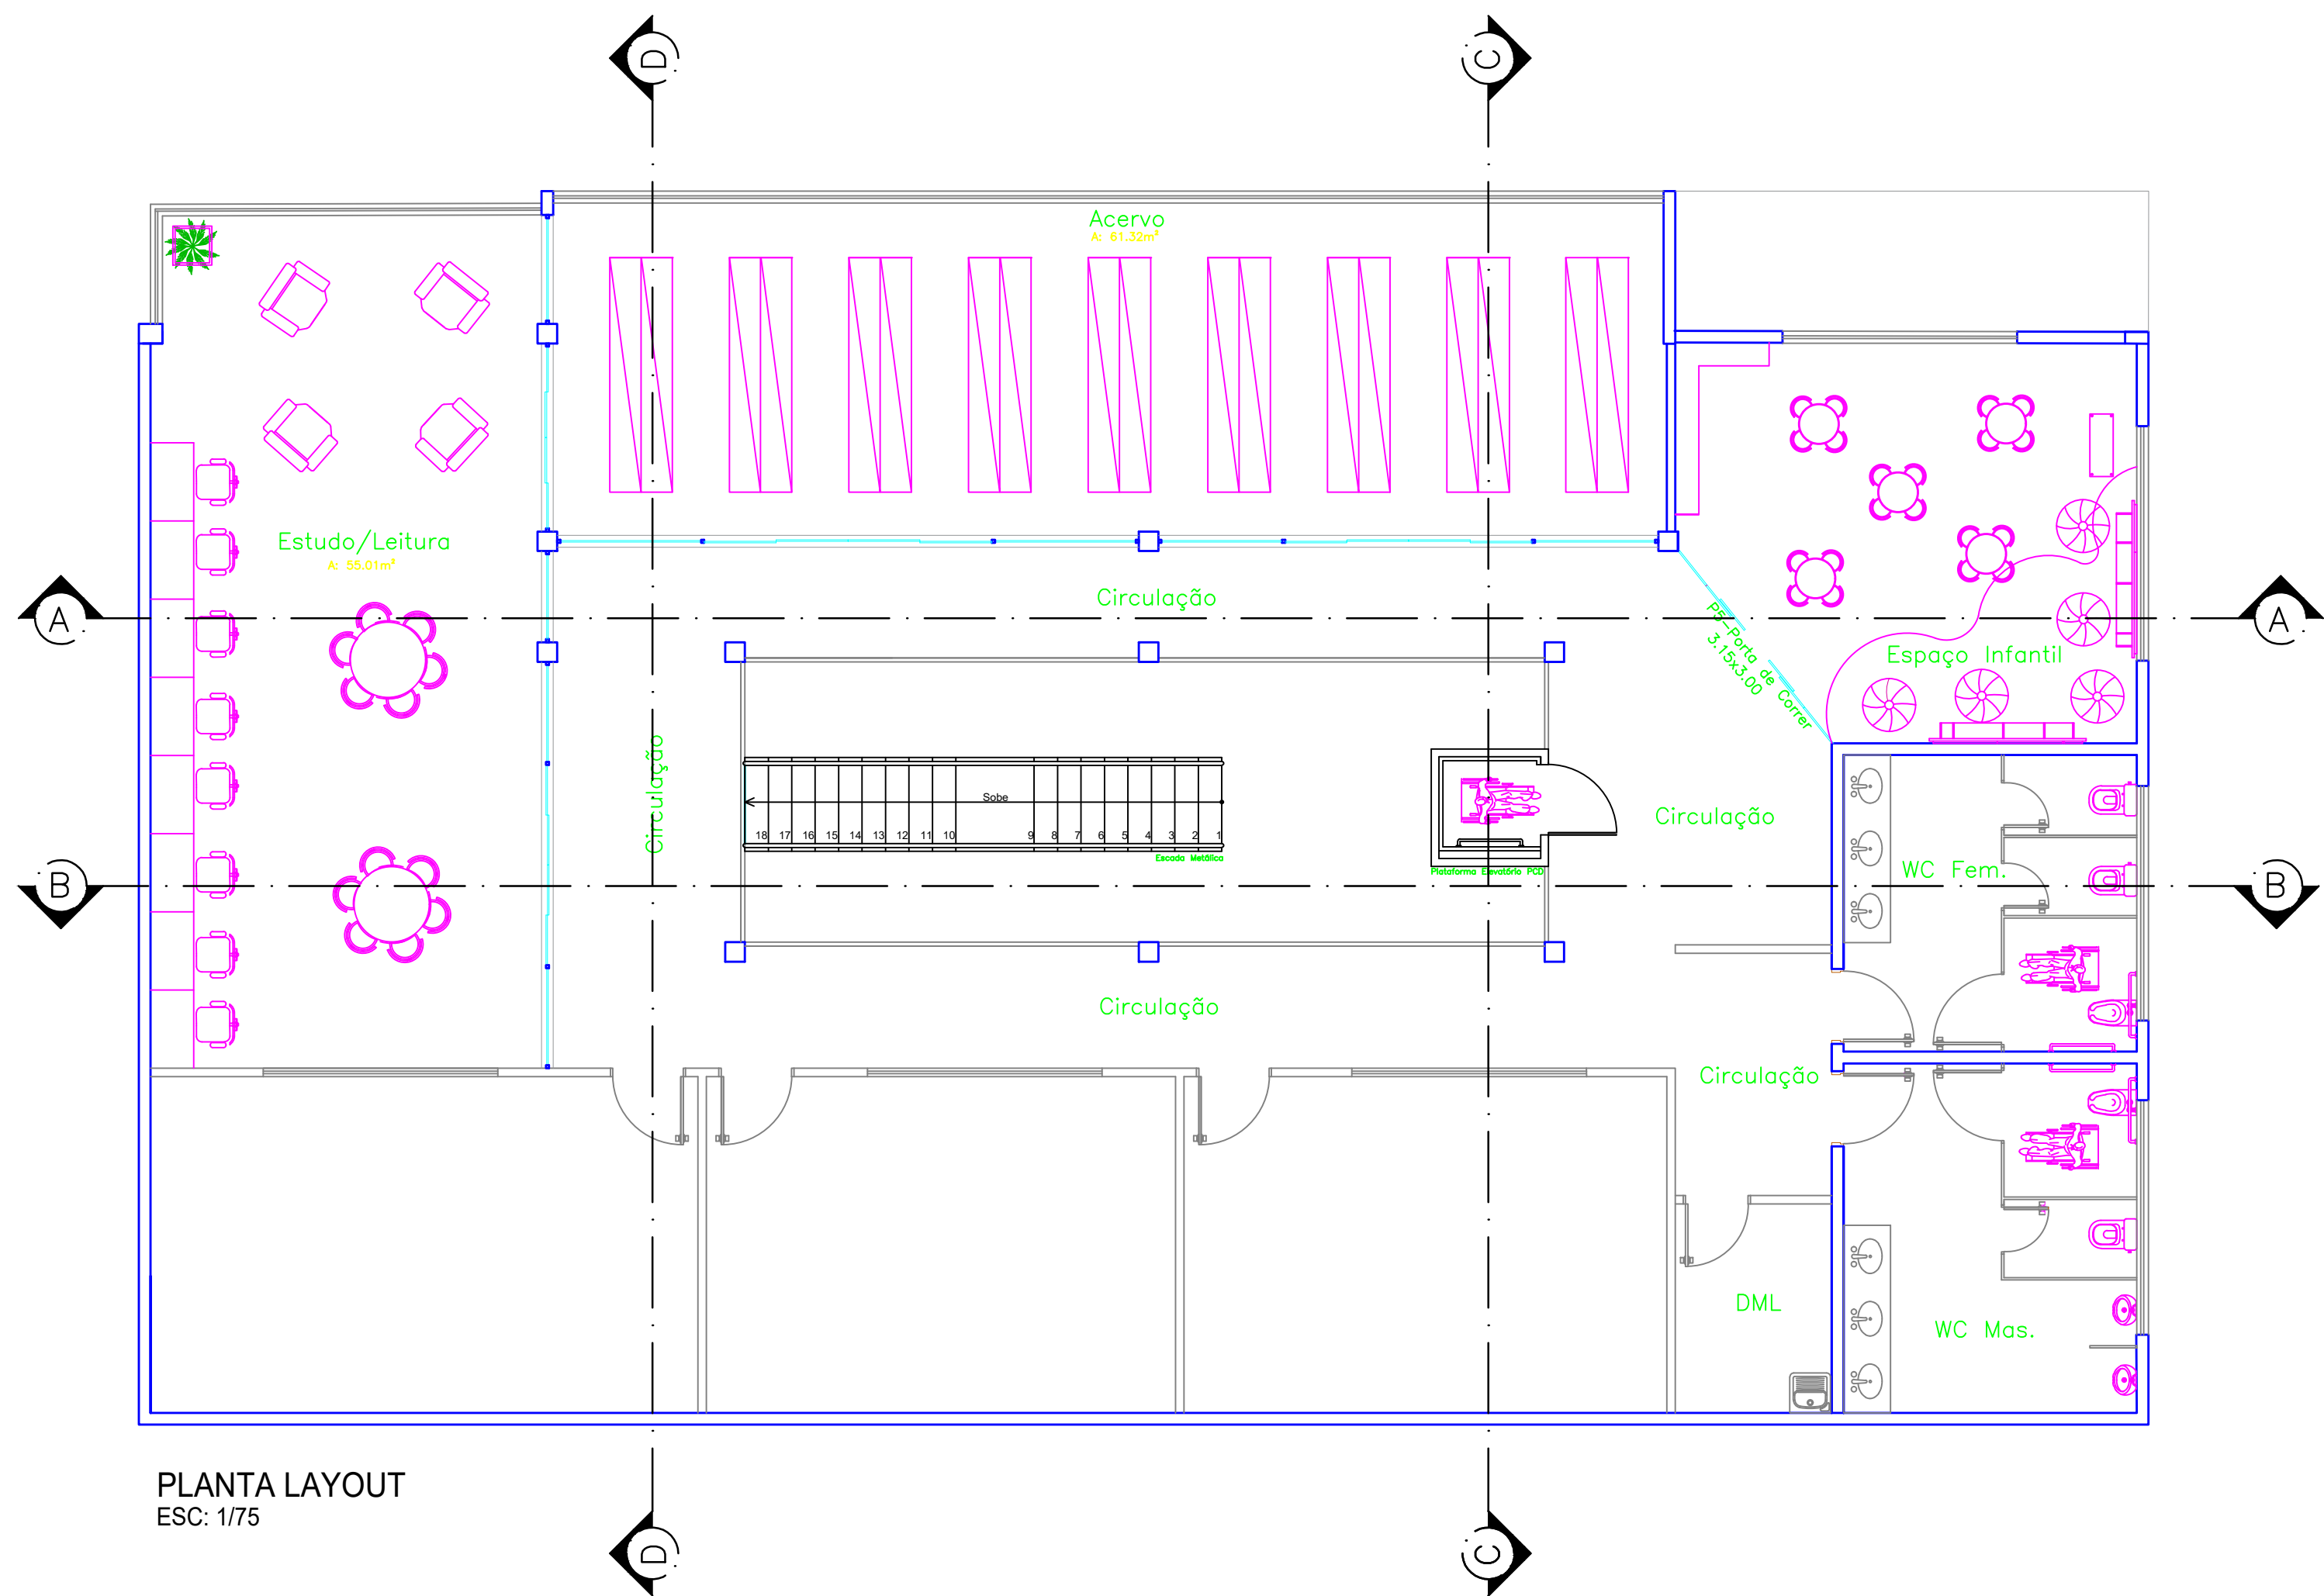 D
C
Acervo
A: 61.32m²
Estudo/Leitura
A: 55.01m²
Circulação
A
A
P5-Porta de Correr
3.15x3.00
Espaço Infantil
Circulação
Sobe
18 17 16 15 14 13 12 11 10 9 8 7 6 5 4 3 2 1
Escada Metálica
Plataforma Elevatório PCD
Circulação
WC Fem.
B
B
Circulação
Circulação
DML
WC Mas.
PLANTA LAYOUT
ESC: 1/75
D
C